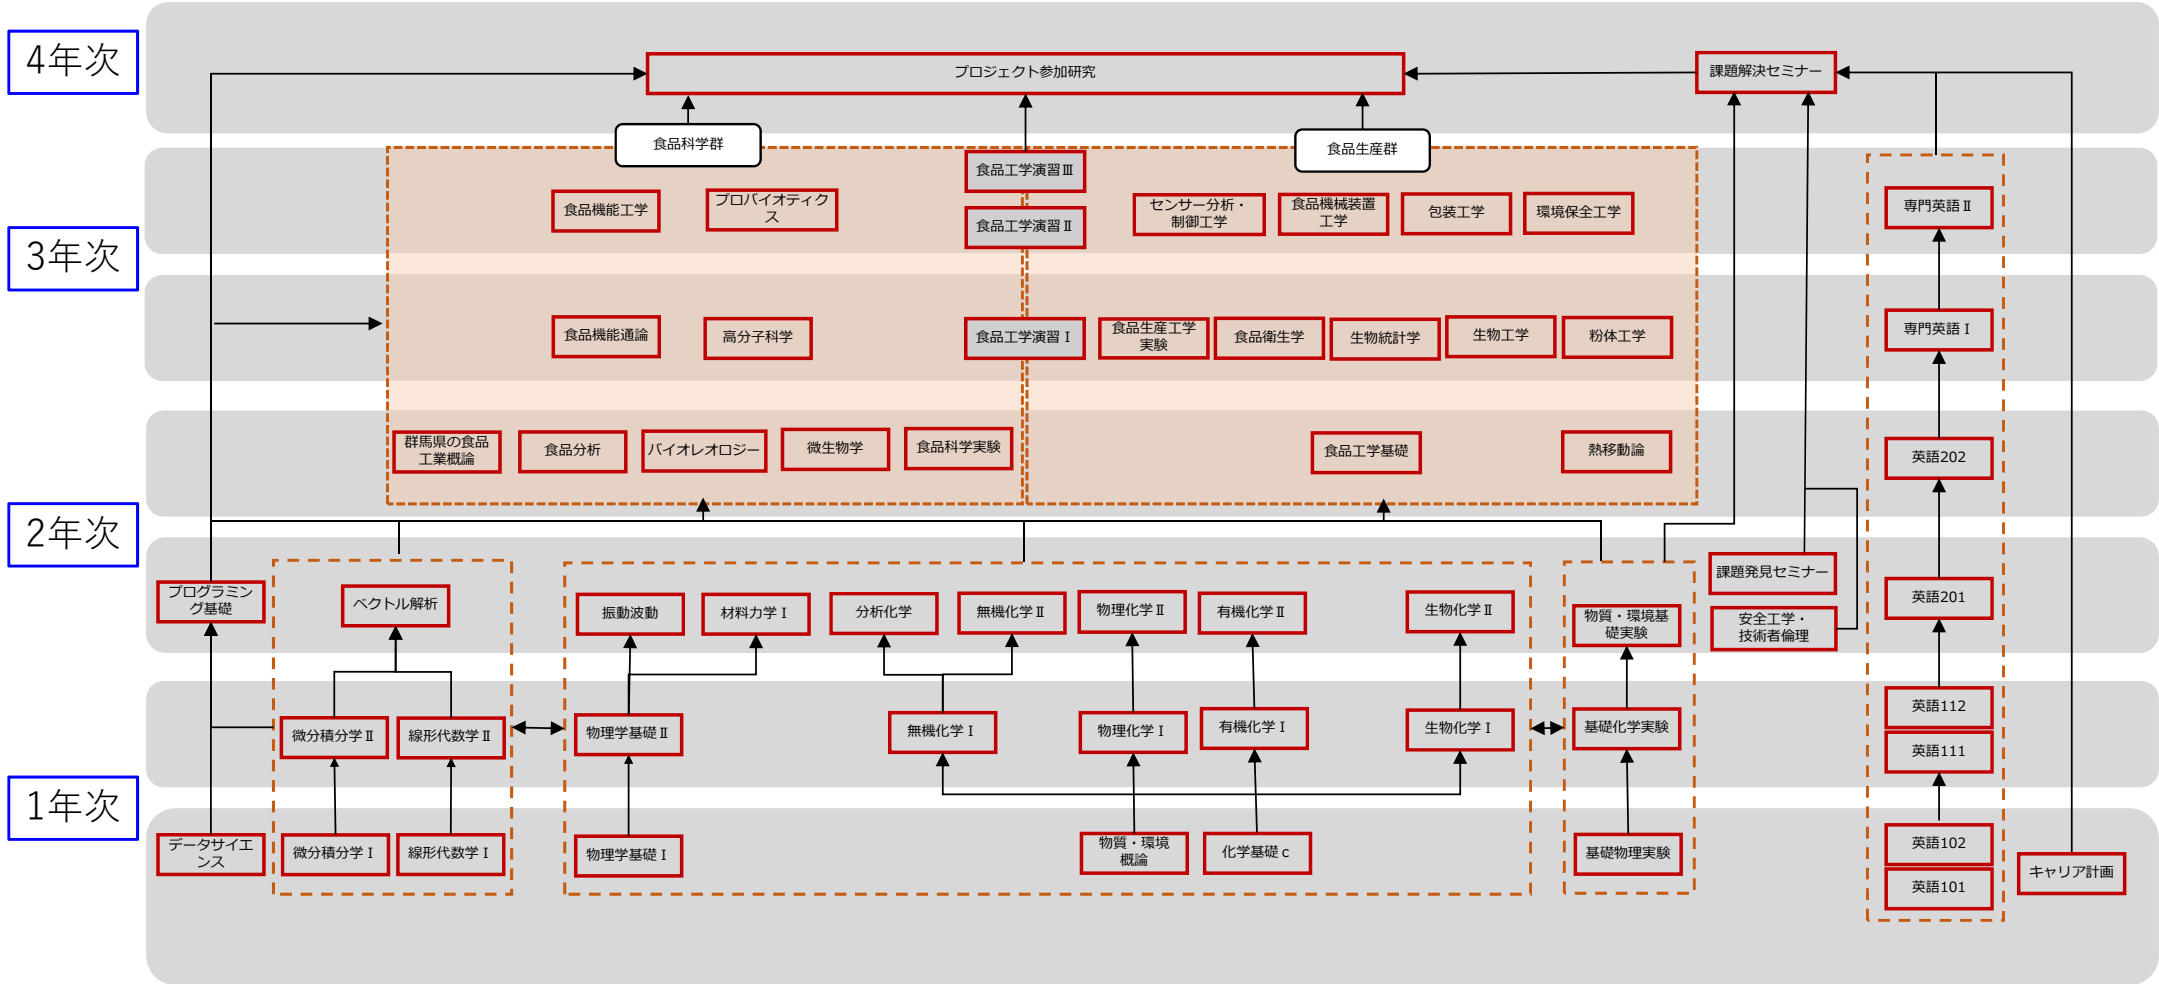 4年次
プロジェクト参加研究
課題解決セミナー
食品科学群
食品生産群
3年次
食品工学演習Ⅲ
食品機能工学
プロバイオティク
ス
食品工学演習Ⅱ
センサー分析・
制御工学
食品機械装置
工学
包装工学
環境保全工学
専門英語Ⅱ
食品機能通論
高分子科学
食品工学演習Ⅰ
食品生産工学
実験
食品衛生学
生物統計学
生物工学
粉体工学
専門英語Ⅰ
2年次
群馬県の食品
工業概論
食品分析
バイオレオロジー
微生物学
食品科学実験
食品工学基礎
熱移動論
英語202
プログラミン
グ基礎
ベクトル解析
振動波動
材料力学Ⅰ
分析化学
無機化学Ⅱ
物理化学Ⅱ
有機化学Ⅱ
生物化学Ⅱ
物質・環境基
礎実験
課題発見セミナー
安全工学・
技術者倫理
英語201
1年次
微分積分学Ⅱ
線形代数学Ⅱ
物理学基礎Ⅱ
無機化学Ⅰ
物理化学Ⅰ
有機化学Ⅰ
生物化学Ⅰ
基礎化学実験
英語112
英語111
データサイエ
ンス
微分積分学Ⅰ
線形代数学Ⅰ
物理学基礎Ⅰ
物質・環境
概論
化学基礎c
基礎物理実験
英語102
英語101
キャリア計画